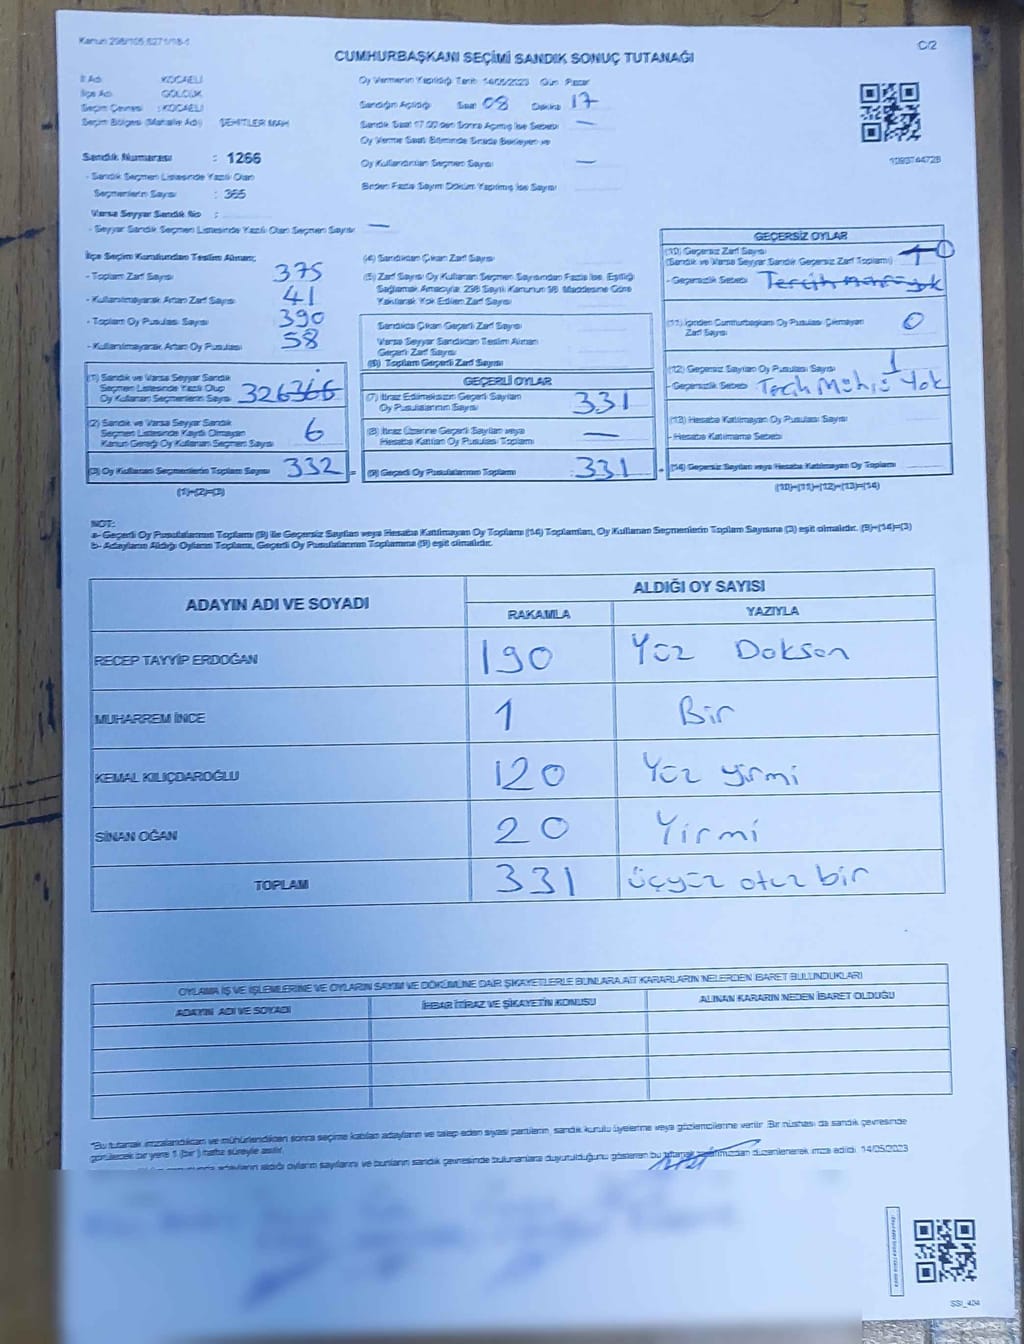 Kanun 298/105 6271/18-1
C/2
CUMHURBAŞKANI SEÇİMİ SANDIK SONUÇ TUTANAĞI
İl Adı : KOCAELİ
İlçe Adı : GÖLCÜK
Seçim Çevresi : KOCAELİ
Seçim Bölgesi (Mahalle Adı) ŞEHİTLER MAH
Sandık Numarası : 1266
- Sandık Seçmen Listesinde Yazılı Olan
Seçmenlerin Sayısı : 365
Varsa Seyyar Sandık No :
- Seyyar Sandık Seçmen Listesinde Yazılı Olan Seçmen Sayısı —
Oy Vermenin Yapıldığı Tarih 14/05/2023 Gün Pazar
Sandığın Açıldığı Saat 08 Dakika 17
Sandık Saat 17.00'den Sonra Açılmış İse Sebebi —
Oy Verme Saati Bitiminde Sırada Bekleyen ve
Oy Kullandırılan Seçmen Sayısı —
Birden Fazla Sayım Döküm Yapılmış İse Sayısı
1093744728
İlçe Seçim Kurulundan Teslim Alınan;
- Toplam Zarf Sayısı 375
- Kullanılmayarak Artan Zarf Sayısı 41
- Toplam Oy Pusulası Sayısı 390
- Kullanılmayarak Artan Oy Pusulası 58
(1) Sandık ve Varsa Seyyar Sandık
Seçmen Listesinde Yazılı Olup
Oy Kullanan Seçmenlerin Sayısı 326
(2) Sandık ve Varsa Seyyar Sandık
Seçmen Listesinde Kayıtlı Olmayan
Kanun Gereği Oy Kullanan Seçmen Sayısı 6
(3) Oy Kullanan Seçmenlerin Toplam Sayısı 332 =
(1)+(2)=(3)
(4) Sandıktan Çıkan Zarf Sayısı
(5) Zarf Sayısı Oy Kullanan Seçmen Sayısından Fazla İse, Eşitliği
Sağlamak Amacıyla, 298 Sayılı Kanunun 98. Maddesine Göre
Yakılarak Yok Edilen Zarf Sayısı
Sandıkta Çıkan Geçerli Zarf Sayısı
Varsa Seyyar Sandıktan Teslim Alınan
Geçerli Zarf Sayısı
(6) Toplam Geçerli Zarf Sayısı
GEÇERLİ OYLAR
(7) İtiraz Edilmeksizin Geçerli Sayılan
Oy Pusulalarının Sayısı 331
(8) İtiraz Üzerine Geçerli Sayılan veya
Hesaba Katılan Oy Pusulası Toplamı —
(9) Geçerli Oy Pusulalarının Toplamı 331 +
GEÇERSİZ OYLAR
(10) Geçersiz Zarf Sayısı
(Sandık ve Varsa Seyyar Sandık Geçersiz Zarf Toplamı)
- Geçersizlik Sebebi
(11) İçinden Cumhurbaşkanı Oy Pusulası Çıkmayan
Zarf Sayısı 0
(12) Geçersiz Sayılan Oy Pusulası Sayısı 1
- Geçersizlik Sebebi Tercih Mührü Yok
(13) Hesaba Katılmayan Oy Pusulası Sayısı
- Hesaba Katılmama Sebebi
(14) Geçersiz Sayılan veya Hesaba Katılmayan Oy Toplamı
(10)+(11)+(12)+(13)=(14)
NOT:
a- Geçerli Oy Pusulalarının Toplamı (9) ile Geçersiz Sayılan veya Hesaba Katılmayan Oy Toplamı (14) Toplamları, Oy Kullanan Seçmenlerin Toplam Sayısına (3) eşit olmalıdır. (9)+(14)=(3)
b- Adayların Aldığı Oyların Toplamı, Geçerli Oy Pusulalarının Toplamına (9) eşit olmalıdır.
ADAYIN ADI VE SOYADI
ALDIĞI OY SAYISI
RAKAMLA YAZIYLA
RECEP TAYYİP ERDOĞAN 190 Yüz Doksan
MUHARREM İNCE 1 Bir
KEMAL KILIÇDAROĞLU 120 Yüz yirmi
SİNAN OĞAN 20 Yirmi
TOPLAM 331 üçyüz otuz bir
OYLAMA İŞ VE İŞLEMLERİNE VE OYLARIN SAYIM VE DÖKÜMÜNE DAİR ŞİKAYETLERLE BUNLARA AİT KARARLARIN NELERDEN İBARET BULUNDUKLARI
ADAYIN ADI VE SOYADI İHBAR İTİRAZ VE ŞİKAYETİN KONUSU ALINAN KARARIN NEDEN İBARET OLDUĞU
"Bu tutanak imzalandıktan ve mühürlendikten sonra seçime katılan adayların ve talep eden siyasi partilerin, sandık kurulu üyelerine veya gözlemcilerine verilir. Bir nüshası da sandık çevresinde
görülecek bir yere 1 (bir) hafta süreyle asılır.
adayların aldığı oyların sayılarını ve bunların sandık çevresinde bulunanlara duyurulduğunu gösteren bu tutanak tarafımızdan düzenlenerek imza edildi. 14/05/2023
SSI_424